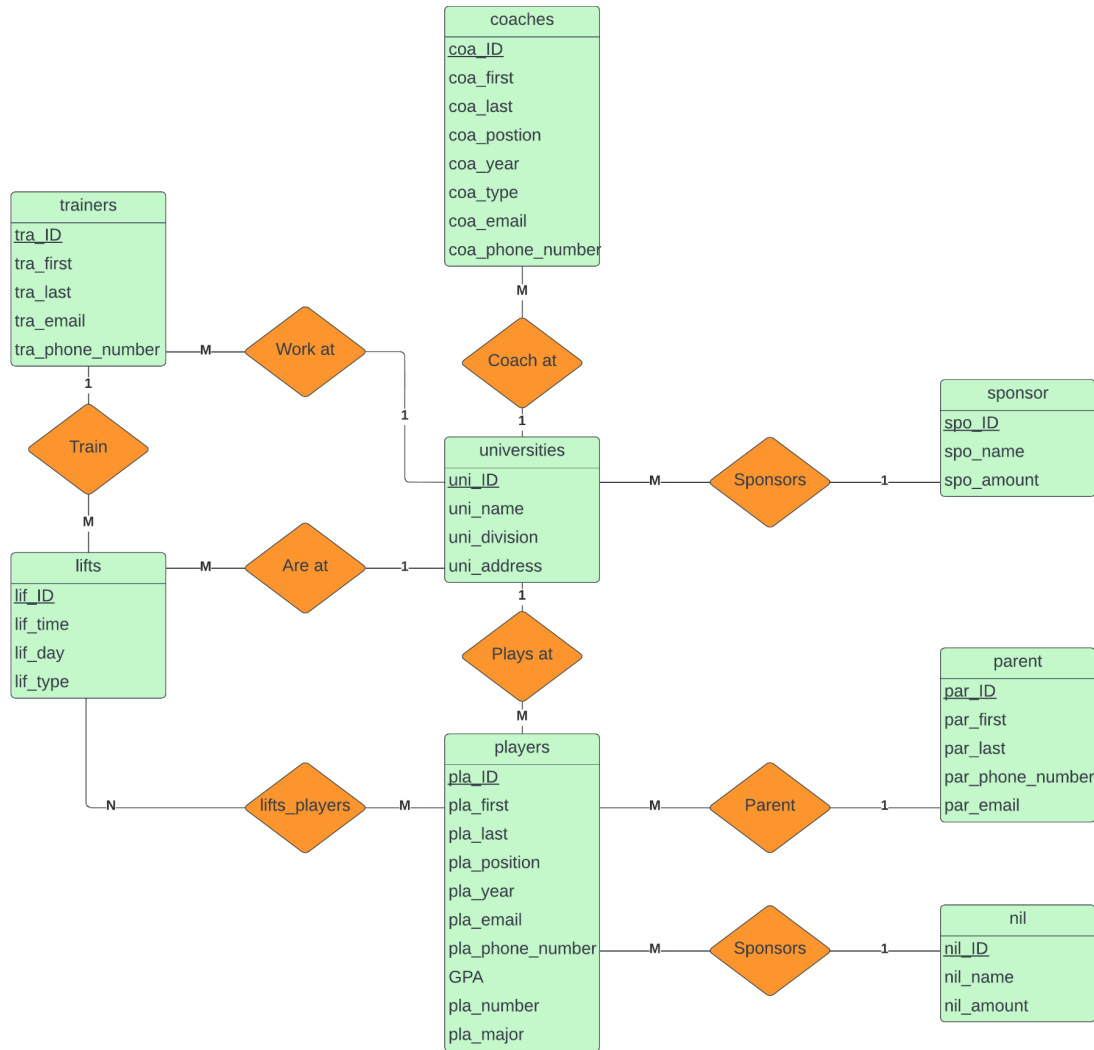 coaches
coa_ID
coa_first
coa_last
coa_postion
coa_year
coa_type
coa_email
coa_phone_number
M
Coach at
1
trainers
tra_ID
tra_first
tra_last
tra_email
tra_phone_number
M
Work at
1
1
Train
M
universities
uni_ID
uni_name
uni_division
uni_address
M
Sponsors
1
sponsor
spo_ID
spo_name
spo_amount
lifts
lif_ID
lif_time
lif_day
lif_type
M
Are at
1
1
Plays at
M
N
lifts_players
M
players
pla_ID
pla_first
pla_last
pla_position
pla_year
pla_email
pla_phone_number
GPA
pla_number
pla_major
M
Parent
1
parent
par_ID
par_first
par_last
par_phone_number
par_email
M
Sponsors
1
nil
nil_ID
nil_name
nil_amount